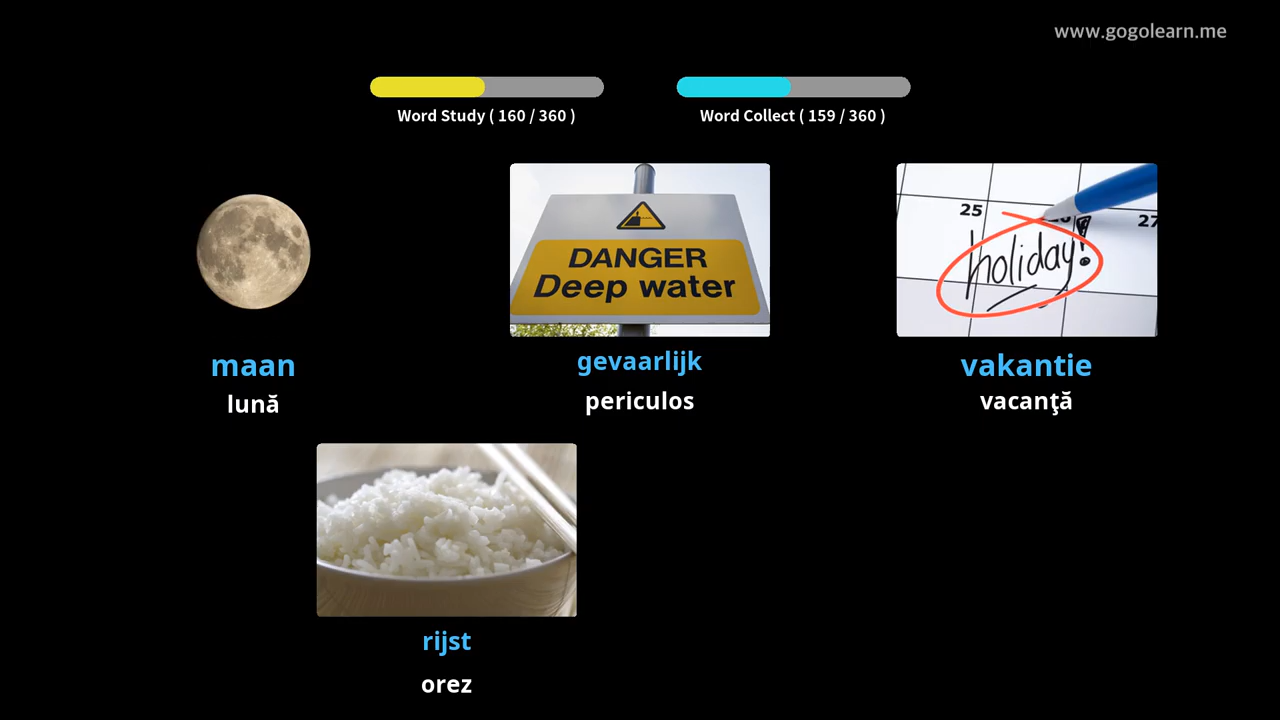 www.gogolearn.me
Word Study ( 160 / 360 )
Word Collect ( 159 / 360 )
DANGER
Deep water
25
27
holiday!
maan
lună
gevaarlijk
periculos
vakantie
vacanţă
rijst
orez